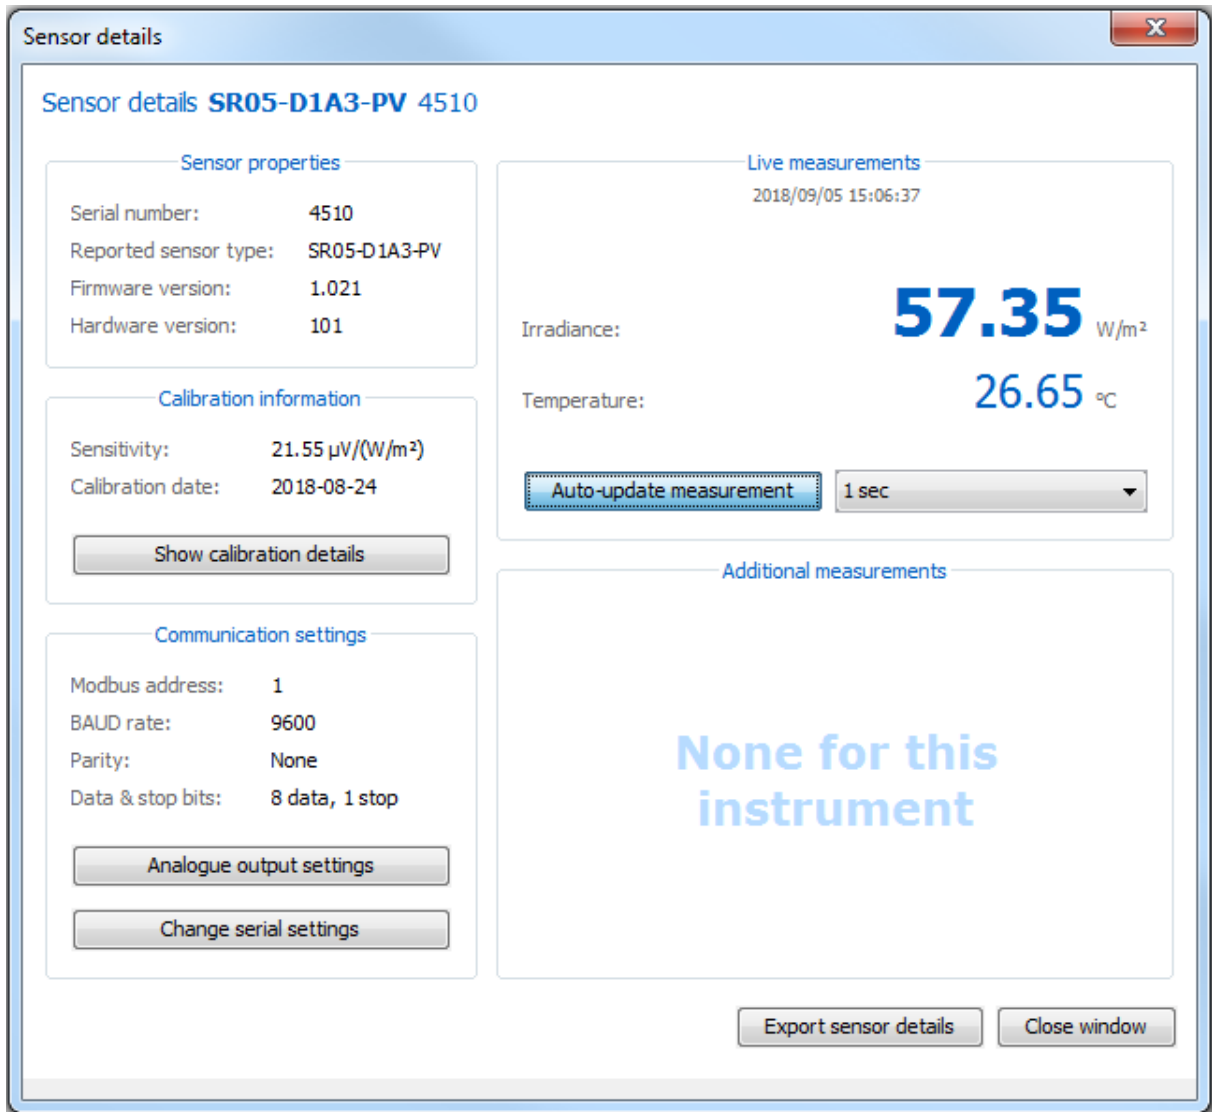 Sensor details
Sensor details SR05-D1A3-PV 4510
Sensor properties
Serial number: 4510
Reported sensor type: SR05-D1A3-PV
Firmware version: 1.021
Hardware version: 101
Calibration information
Sensitivity: 21.55 µV/(W/m²)
Calibration date: 2018-08-24
Show calibration details
Communication settings
Modbus address: 1
BAUD rate: 9600
Parity: None
Data & stop bits: 8 data, 1 stop
Analogue output settings
Change serial settings
Live measurements
2018/09/05 15:06:37
Irradiance: 57.35 W/m²
Temperature: 26.65 ºC
Auto-update measurement 1 sec
Additional measurements
None for this
instrument
Export sensor details Close window